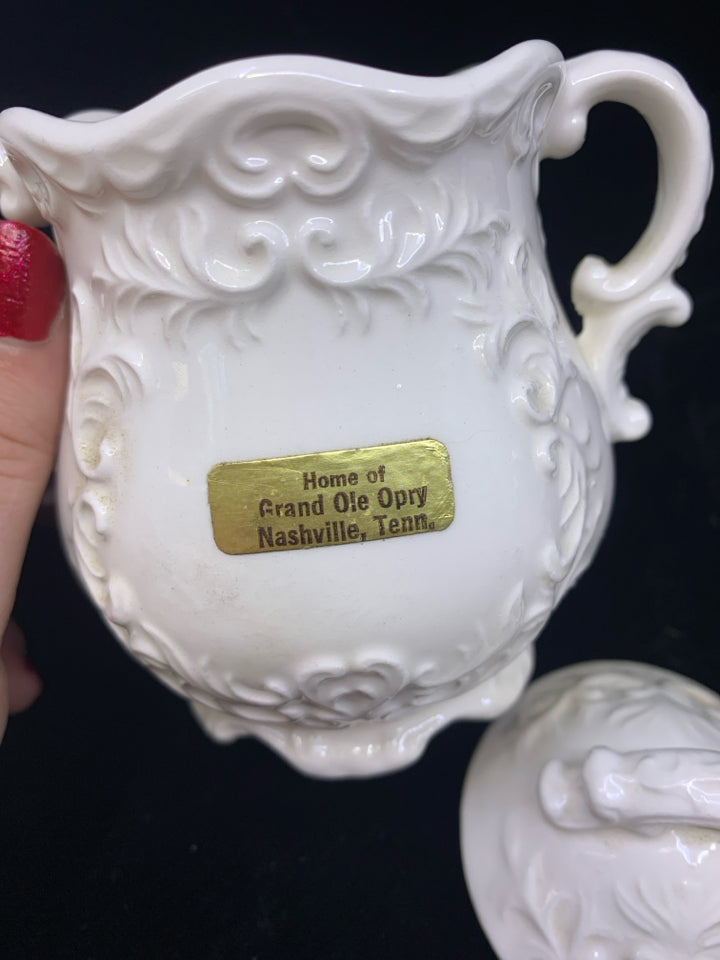 Home of
Grand Ole Opry
Nashville, Tenn.